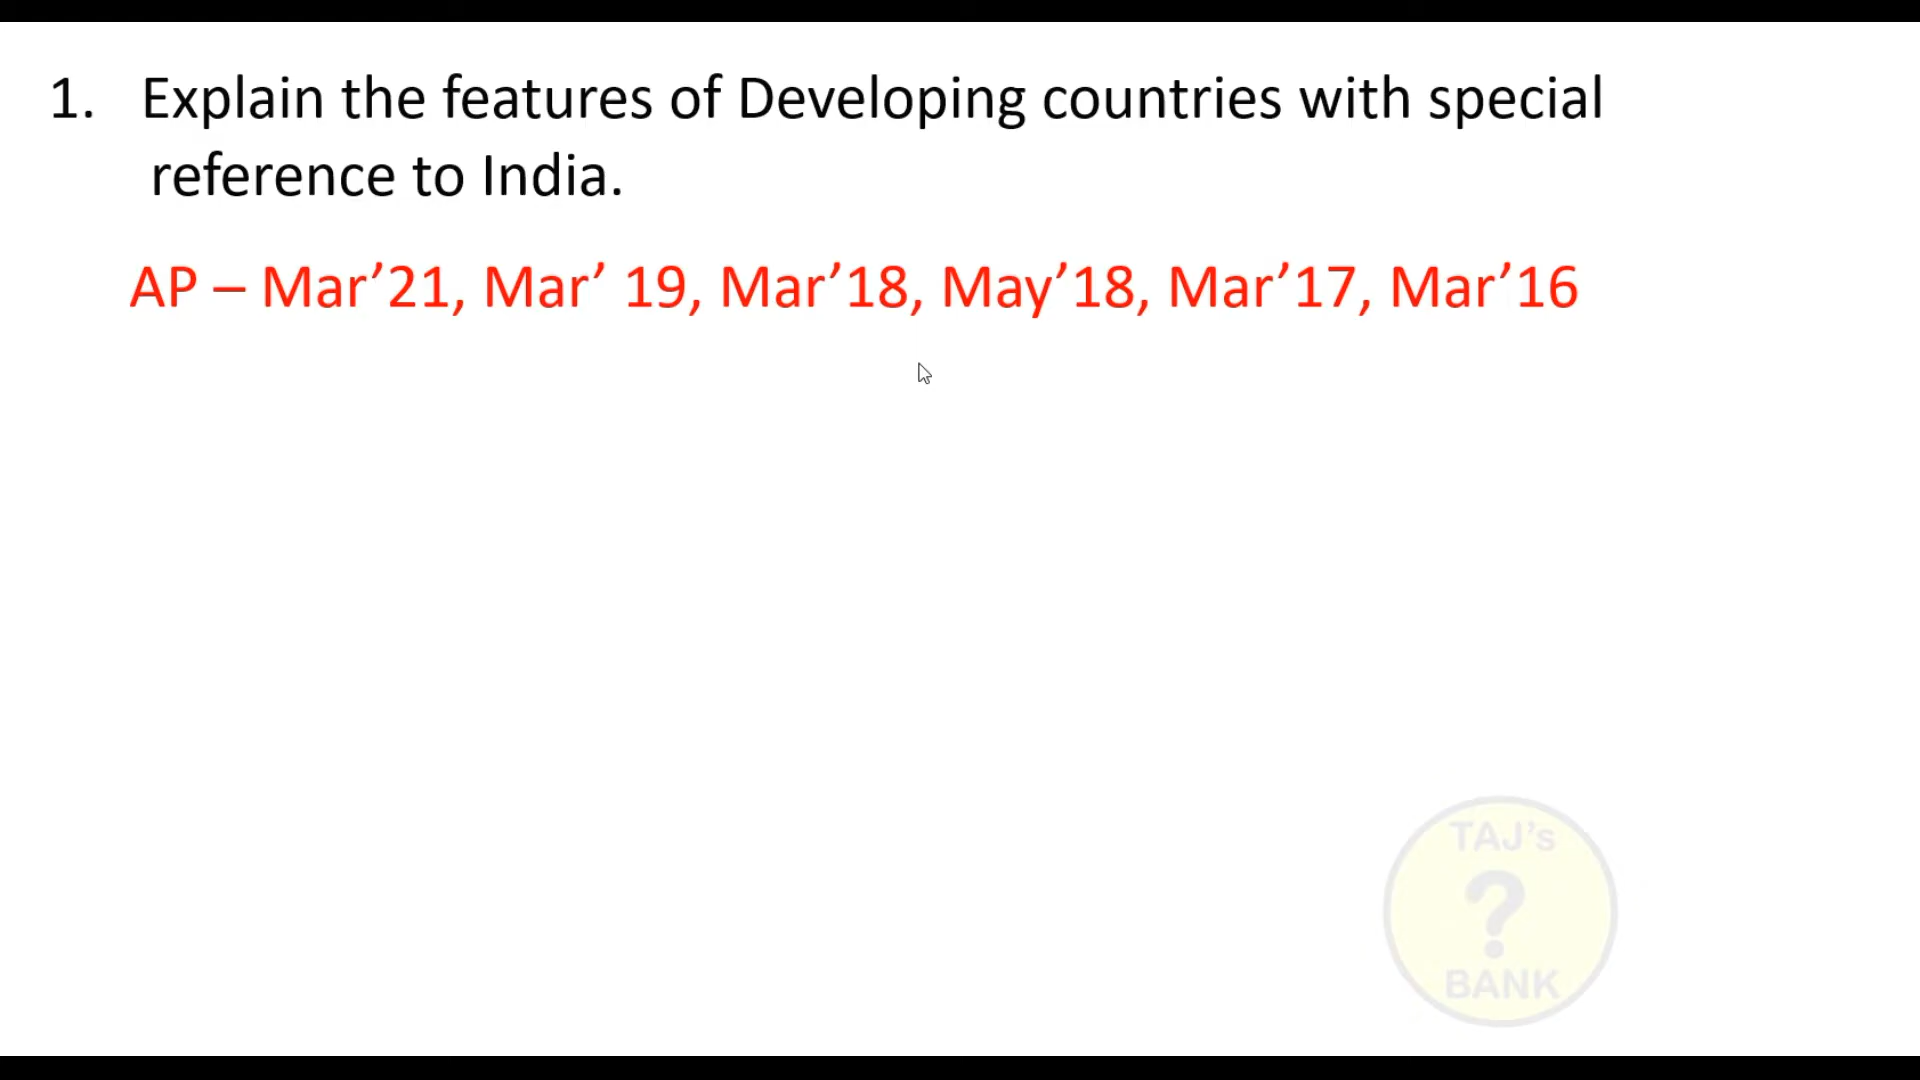 1. Explain the features of Developing countries with special
reference to India.
AP – Mar’21, Mar’ 19, Mar’18, May’18, Mar’17, Mar’16
TAJ’s
?
BANK